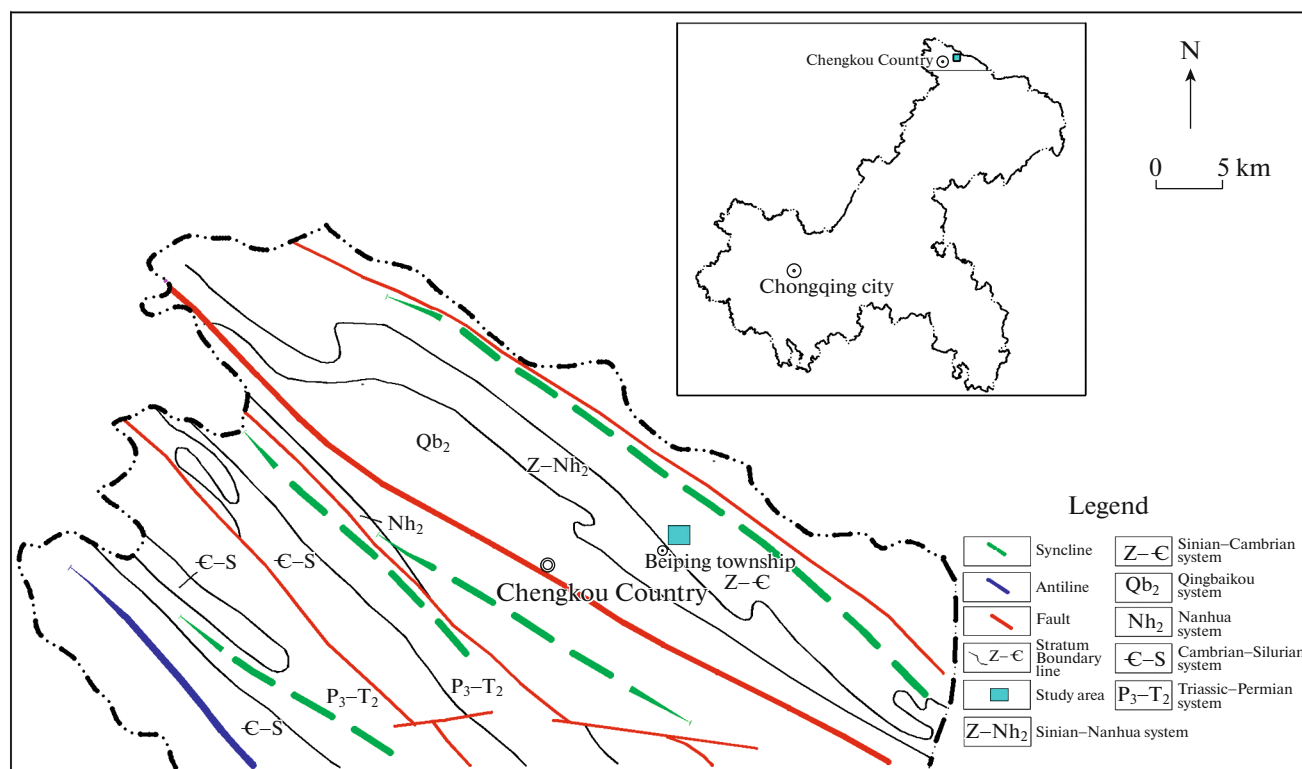 Chengkou Country
Chongqing city
N
0 5 km
Qb2
Z–Nh2
Nh2
Є–S
Є–S
Beiping township
Z–Є
Chengkou Country
P3–T2
P3–T2
Є–S
Legend
Syncline
Antiline
Fault
Z–Є
Stratum
Boundary
line
Study area
Z–Nh2
Sinian–Nanhua system
Z–Є
Sinian–Cambrian
system
Qb2
Qingbaikou
system
Nh2
Nanhua
system
Є–S
Cambrian–Silurian
system
P3–T2
Triassic–Permian
system